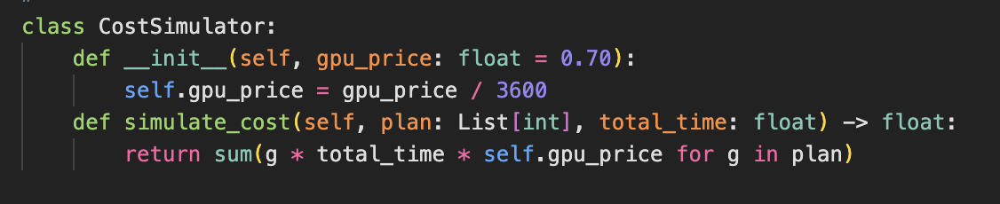 class CostSimulator:
    def __init__(self, gpu_price: float = 0.70):
        self.gpu_price = gpu_price / 3600
    def simulate_cost(self, plan: List[int], total_time: float) -> float:
        return sum(g * total_time * self.gpu_price for g in plan)